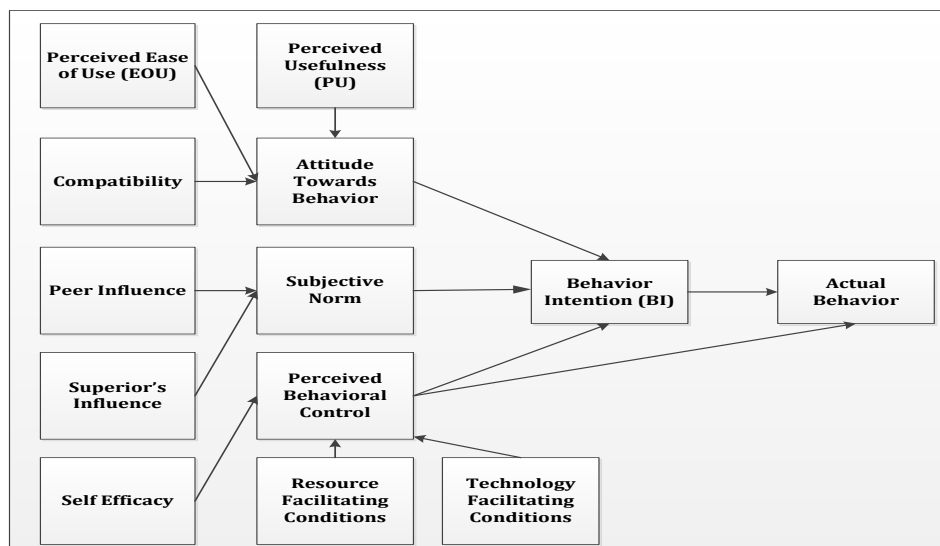 Perceived Ease
of Use (EOU)
Perceived
Usefulness
(PU)
Compatibility
Attitude
Towards
Behavior
Peer Influence
Subjective
Norm
Behavior
Intention (BI)
Actual
Behavior
Superior's
Influence
Perceived
Behavioral
Control
Self Efficacy
Resource
Facilitating
Conditions
Technology
Facilitating
Conditions